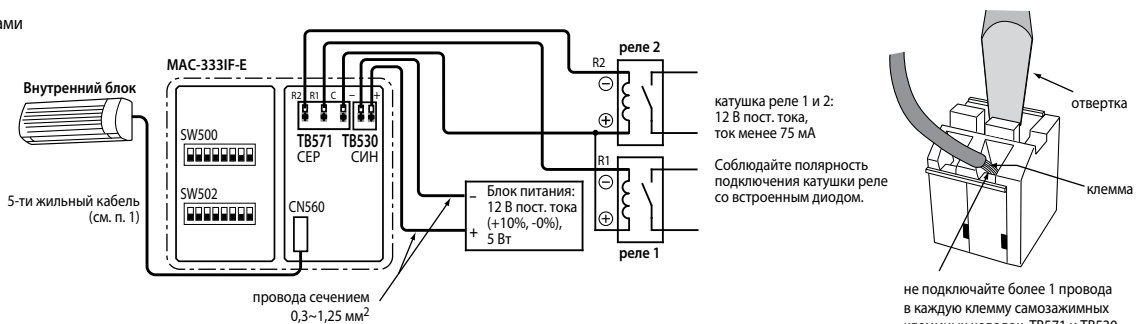 ами
Внутренний блок
5-ти жильный кабель
(см. п. 1)
MAC-333IF-E
SW500
SW502
R2 R1 C - +
TB571 TB530
СЕР СИН
CN560
провода сечением
0,3~1,25 мм²
Блок питания:
12 В пост. тока
(+10%, -0%),
5 Вт
-
+
реле 2
R2
-
+
R1
-
+
реле 1
катушка реле 1 и 2:
12 В пост. тока,
ток менее 75 мА
Соблюдайте полярность
подключения катушки реле
со встроенным диодом.
отвертка
клемма
не подключайте более 1 провода
в каждую клемму самозажимных